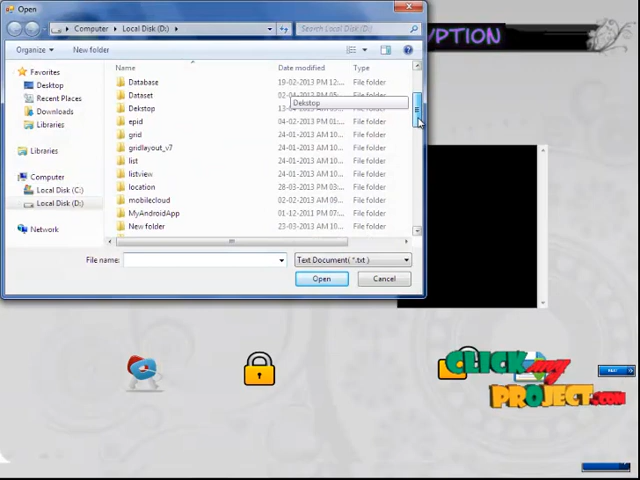 Open
YPTION
Computer Local Disk (D:) Search Local Disk (D:)
Organize New folder
Name Date modified Type
Favorites
Desktop
Recent Places
Downloads
Libraries
Libraries
Computer
Local Disk (C:)
Local Disk (D:)
Network
Database 19-02-2013 PM 12:... File folder
Dataset File folder
Dekstop File folder
Dekstop
epid 04-02-2013 PM 01:... File folder
grid 24-01-2013 AM 10:... File folder
gridlayout_v7 24-01-2013 AM 10:... File folder
list 24-01-2013 AM 10:... File folder
listview 24-01-2013 AM 10:... File folder
location 28-03-2013 PM 03:... File folder
mobilecloud 02-02-2013 AM 09:... File folder
MyAndroidApp 01-12-2011 PM 07:... File folder
New folder 23-03-2013 AM 10:... File folder
File name: Text Document( *.txt )
Open Cancel
CLICK my
PROJECT.COM